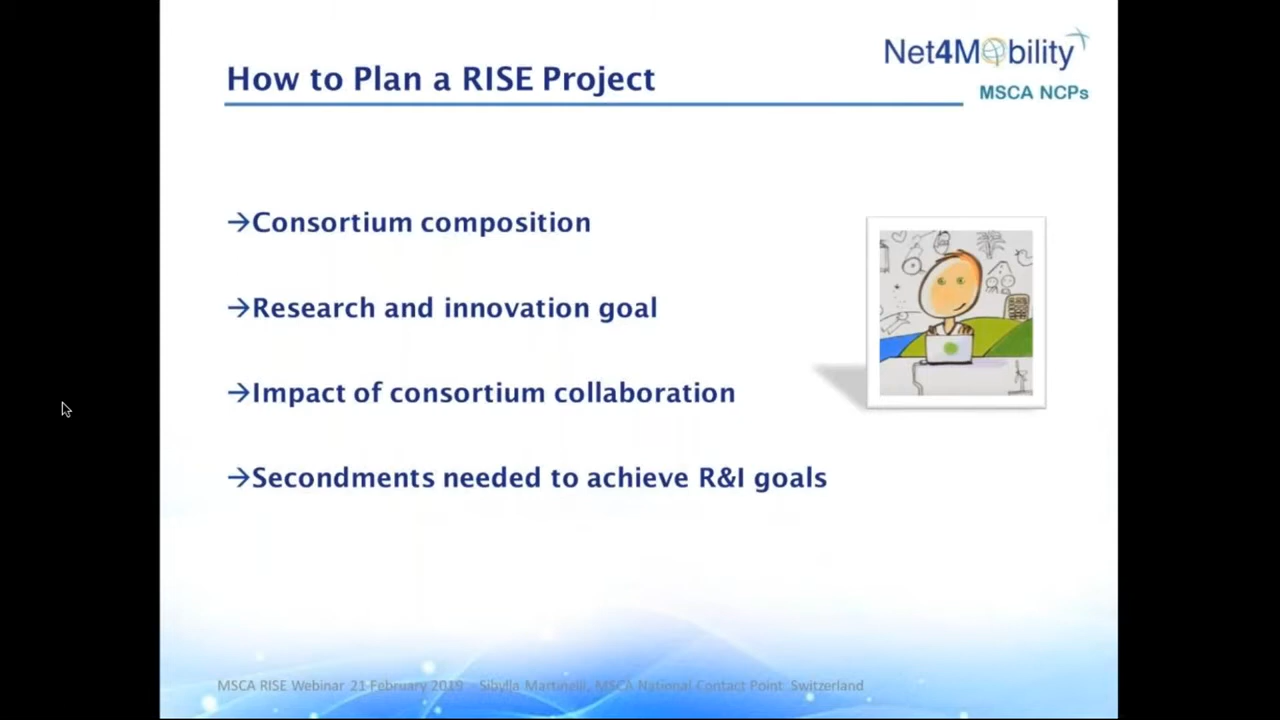 Net4Mobility
MSCA NCPs
How to Plan a RISE Project
→Consortium composition
→Research and innovation goal
→Impact of consortium collaboration
→Secondments needed to achieve R&I goals
MSCA RISE Webinar 21 February 2019 - Sibylla Martinelli, MSCA National Contact Point Switzerland